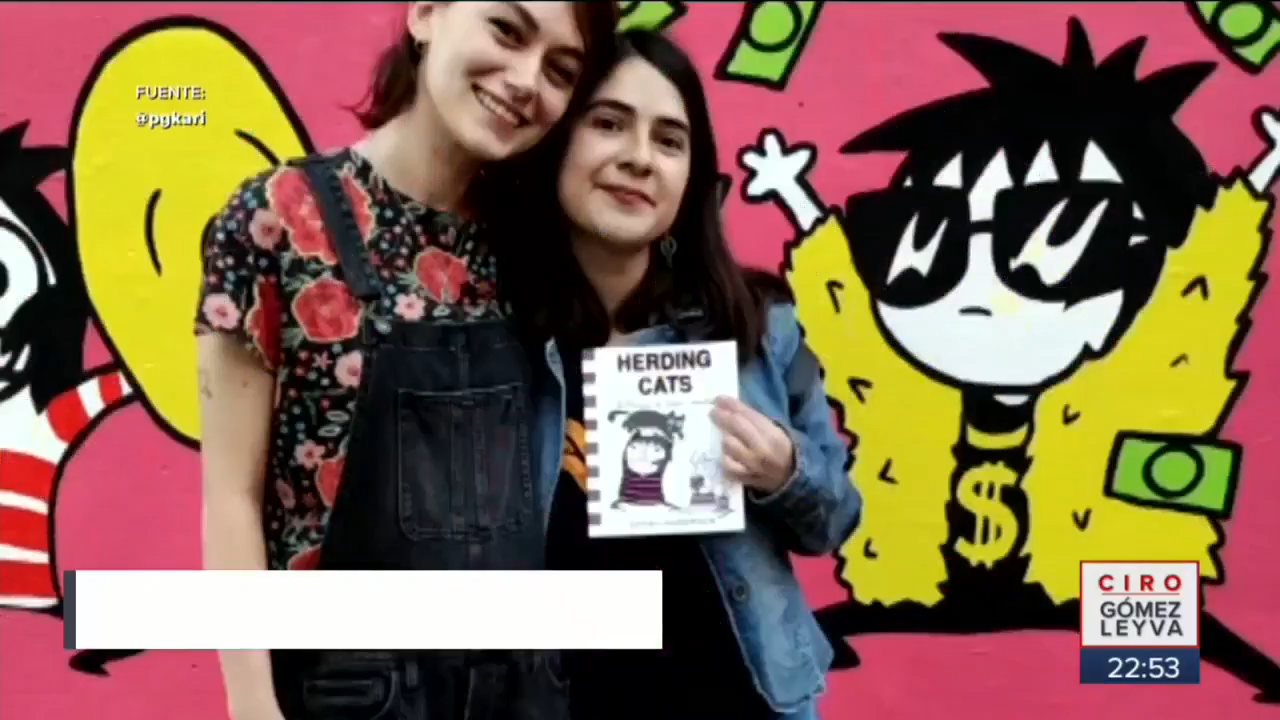 FUENTE:
@pgkari
HERDING
CATS
$
CIRO
GÓMEZ
LEYVA
22:53